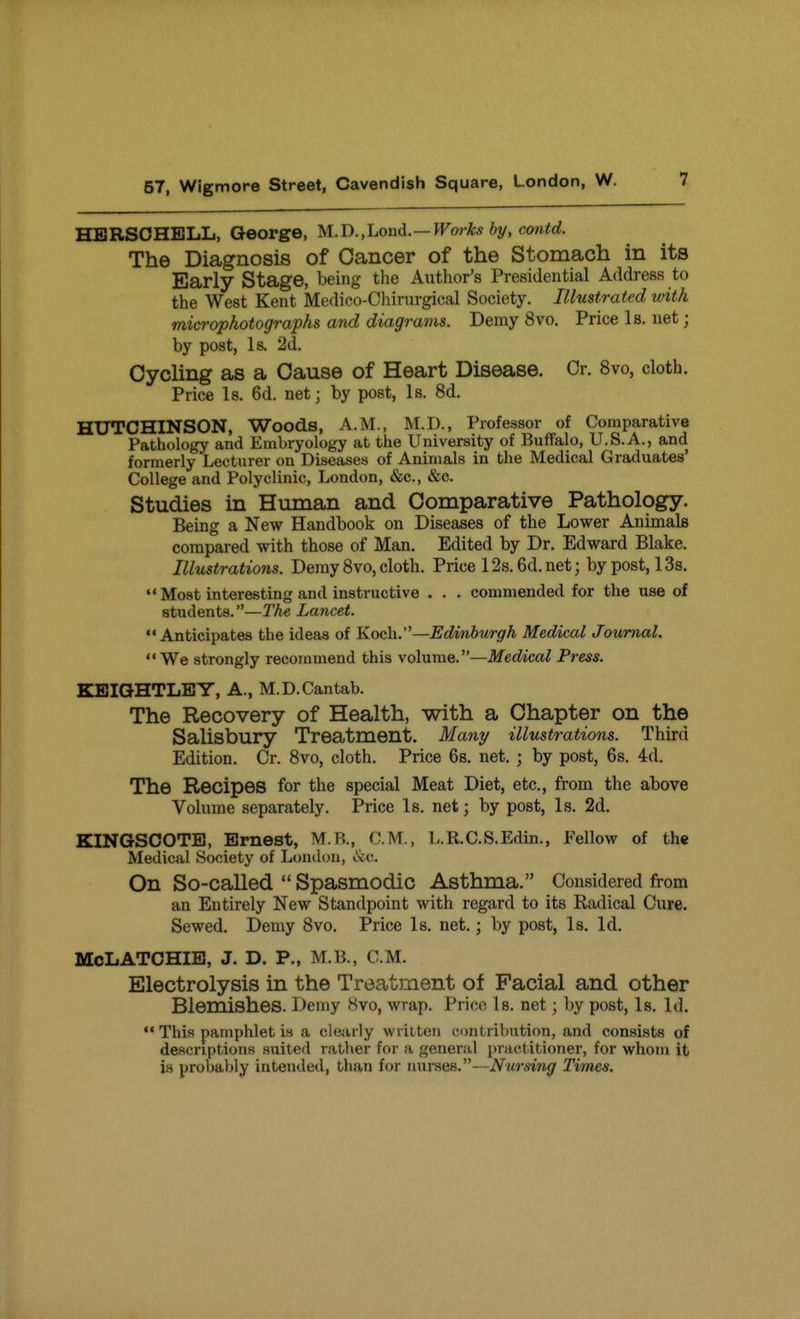 57, Wigmore Street, Cavendish Square, London, W. 7
HERSCHELL, George, M.D.,Lond.—Works by, contd.
The Diagnosis of Cancer of the Stomach in its
Early Stage, being the Author's Presidential Address to
the West Kent Medico-Chirurgical Society. Illustrated with
microphotographs and diagrams. Demy 8vo. Price 1s. net;
by post, 1s. 2d.
Cycling as a Cause of Heart Disease. Cr. 8vo, cloth.
Price 1s. 6d. net; by post, 1s. 8d.
HUTCHINSON, Woods, A.M., M.D., Professor of Comparative
Pathology and Embryology at the University of Buffalo, U.S.A., and
formerly Lecturer on Diseases of Animals in the Medical Graduates'
College and Polyclinic, London, &c., &c.
Studies in Human and Comparative Pathology.
Being a New Handbook on Diseases of the Lower Animals
compared with those of Man. Edited by Dr. Edward Blake.
Illustrations. Demy 8vo, cloth. Price 12s. 6d. net; by post, 13s.
"Most interesting and instructive . . . commended for the use of
students."—The Lancet.
"Anticipates the ideas of Koch."—Edinburgh Medical Journal.
"We strongly recommend this volume."—Medical Press.
KEIGHTLEY, A., M.D.Cantab.
The Recovery of Health, with a Chapter on the
Salisbury Treatment. Many illustrations. Third
Edition. Cr. 8vo, cloth. Price 6s. net. ; by post, 6s. 4d.
The Recipes for the special Meat Diet, etc., from the above
Volume separately. Price 1s. net; by post, 1s. 2d.
KINGSCOTE, Ernest, M.B., C.M., L.R.C.S.Edin., Fellow of the
Medical Society of London, &c.
On So-called "Spasmodic Asthma." Considered from
an Entirely New Standpoint with regard to its Radical Cure.
Sewed. Demy 8vo. Price 1s. net. ; by post, 1s. 1d.
McLATCHIE, J. D. P., M.B., C.M.
Electrolysis in the Treatment of Facial and other
Blemishes. Demy 8vo, wrap. Price 1s. net ; by post, 1s. 1d.
"This pamphlet is a clearly written contribution, and consists of
descriptions suited rather for a general practitioner, for whom it
is probably intended, than for nurses."—Nursing Times.